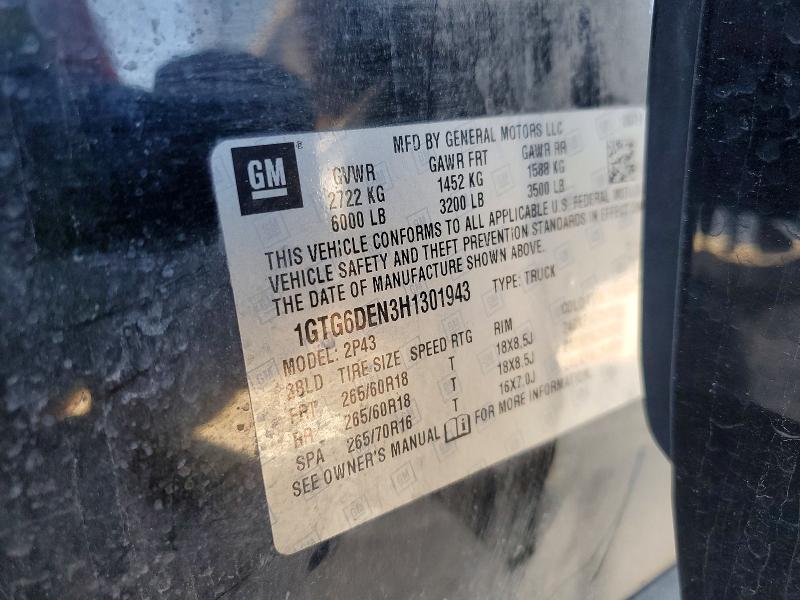 MFD BY GENERAL MOTORS LLC
GM®
GVWR GAWR FRT GAWR RR
2722 KG 1452 KG 1588 KG
6000 LB 3200 LB 3500 LB
THIS VEHICLE CONFORMS TO ALL APPLICABLE U.S. FEDERAL MOTOR
VEHICLE SAFETY AND THEFT PREVENTION STANDARDS IN EFFECT ON
THE DATE OF MANUFACTURE SHOWN ABOVE.
1GTG6DEN3H1301943 TYPE: TRUCK
MODEL: 2P43
3BLD TIRE SIZE SPEED RTG RIM
FRT 265/60R18 T 18X8.5J
RR 265/60R18 T 18X8.5J
SPA 265/70R16 T 16X7.0J
SEE OWNER'S MANUAL FOR MORE INFORMATION